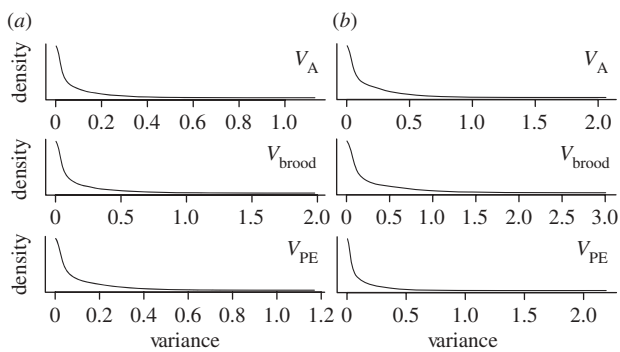 (a) (b)
density V_A V_A
0 0.2 0.4 0.6 0.8 1.0 0 0.5 1.0 1.5 2.0
density V_brood V_brood
0 0.5 1.0 1.5 2.0 0 0.5 1.0 1.5 2.0 2.5 3.0
density V_PE V_PE
0 0.2 0.4 0.6 0.8 1.0 1.2 0 0.5 1.0 1.5 2.0
variance variance